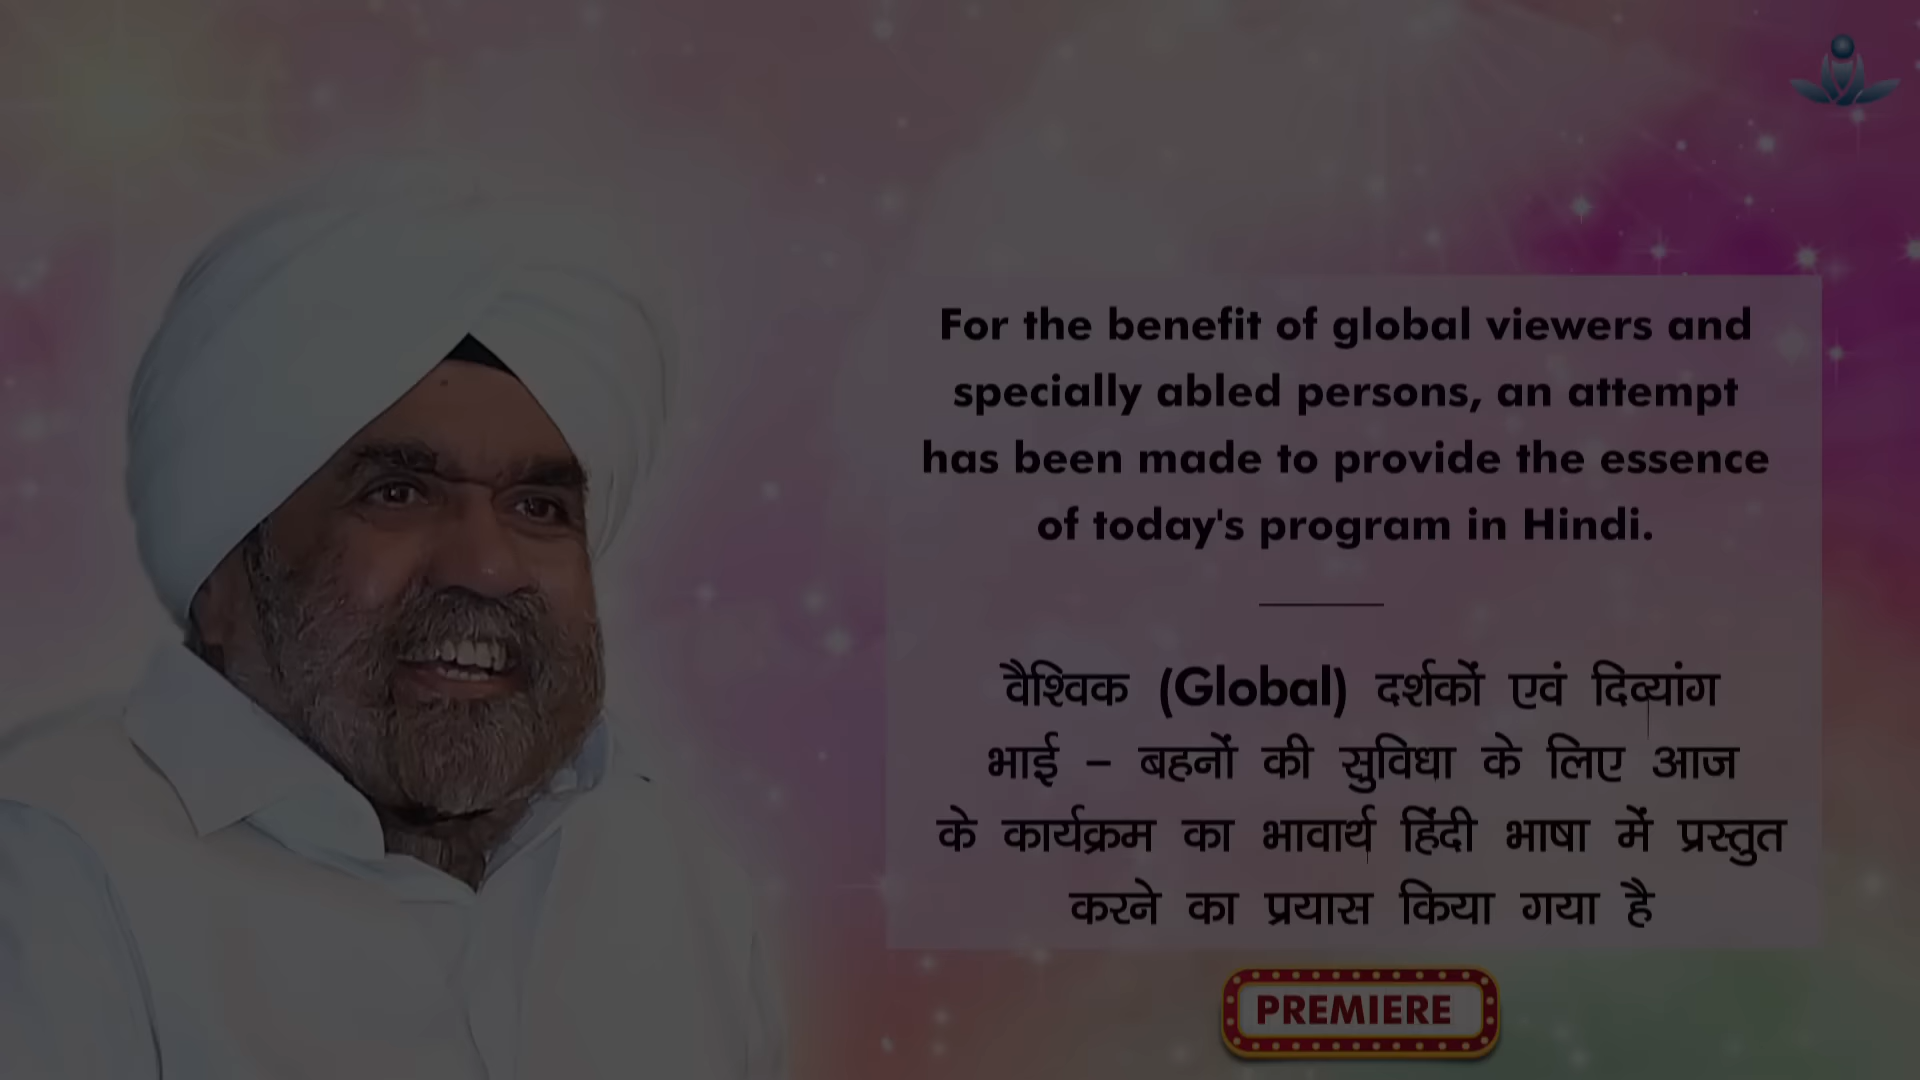 For the benefit of global viewers and
specially abled persons, an attempt
has been made to provide the essence
of today's program in Hindi.
वैश्विक (Global) दर्शकों एवं दिव्यांग
भाई – बहनों की सुविधा के लिए आज
के कार्यक्रम का भावार्थ हिंदी भाषा में प्रस्तुत
करने का प्रयास किया गया है
PREMIERE